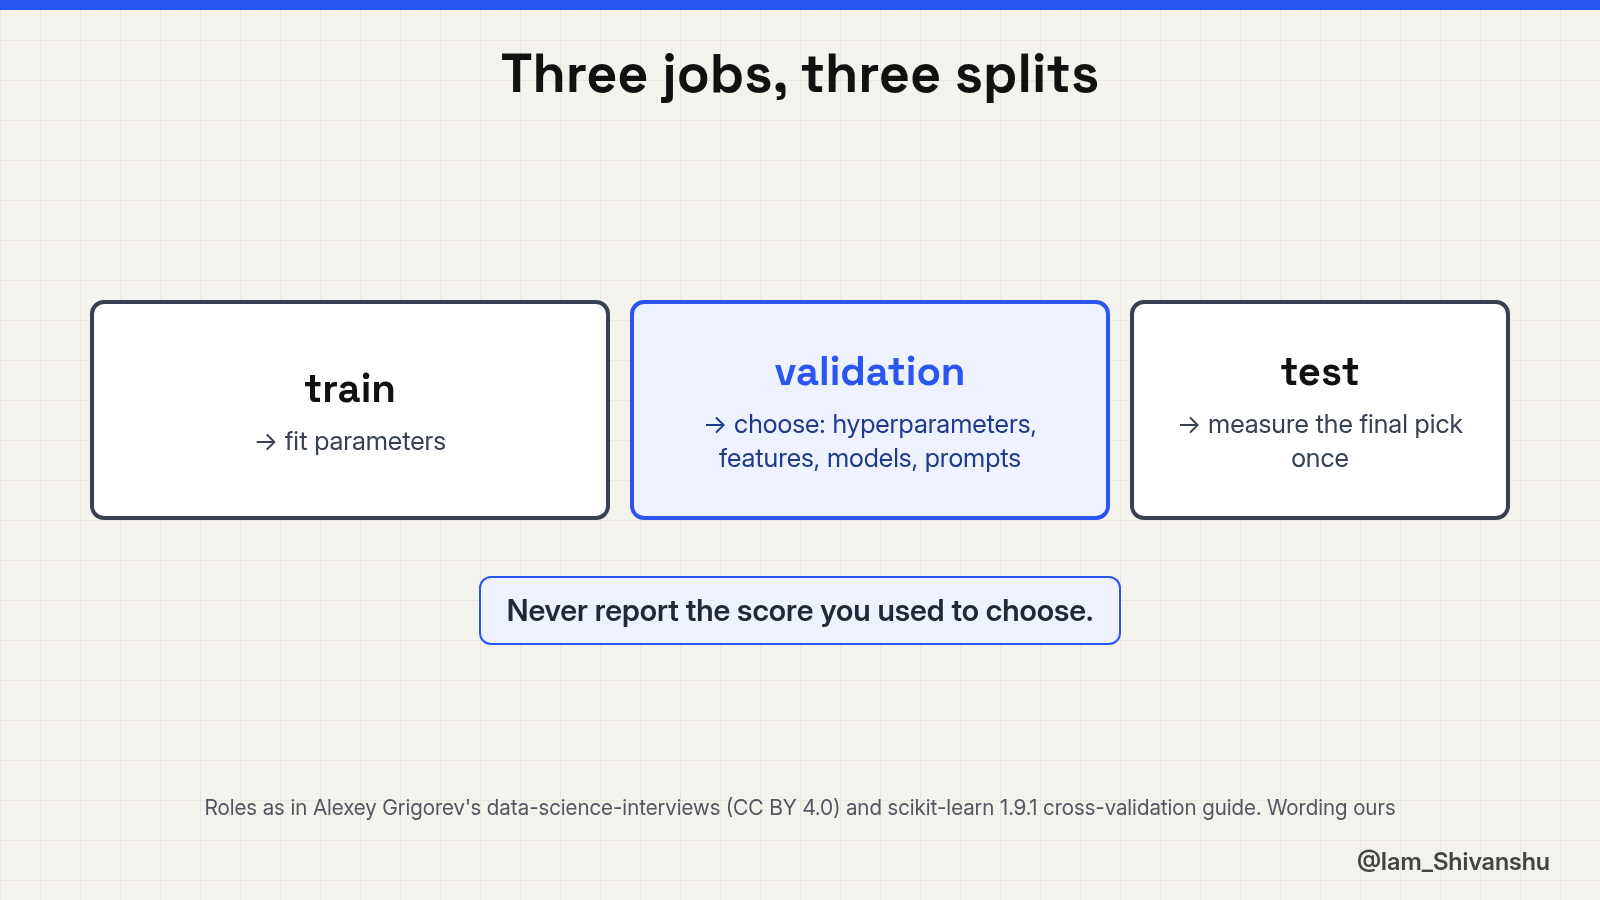 Three jobs, three splits
train
→ fit parameters
validation
→ choose: hyperparameters,
features, models, prompts
test
→ measure the final pick
once
Never report the score you used to choose.
Roles as in Alexey Grigorev's data-science-interviews (CC BY 4.0) and scikit-learn 1.9.1 cross-validation guide. Wording ours
@Iam_Shivanshu